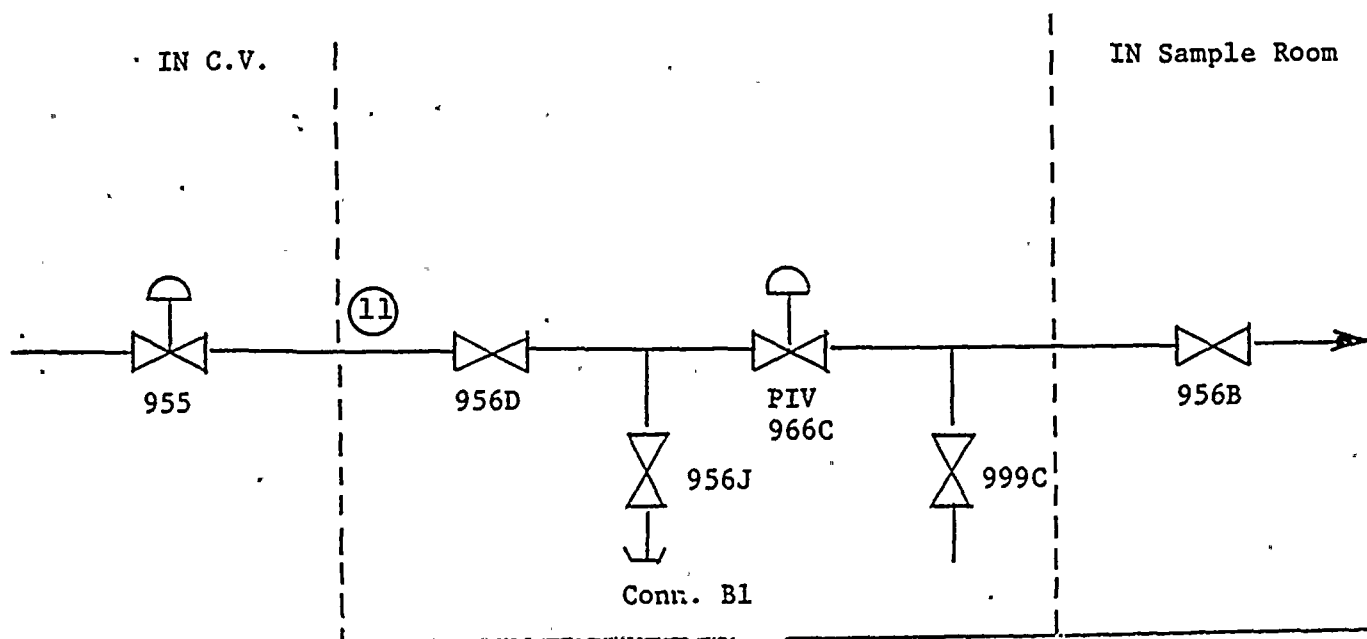 IN C.V.
IN Sample Room
11
955
956D
PIV
966C
956B
956J
999C
Conn. B1